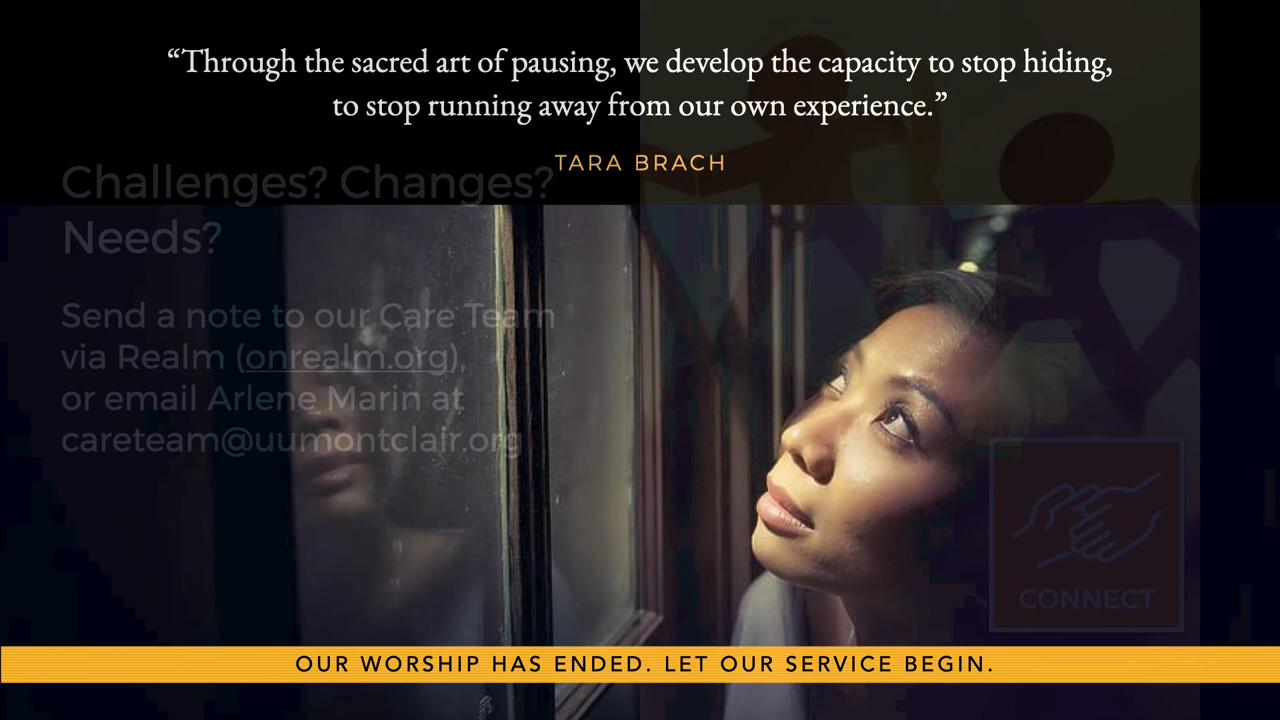 “Through the sacred art of pausing, we develop the capacity to stop hiding,
to stop running away from our own experience.”
TARA BRACH
Challenges? Changes?
Needs?
Send a note to our Care Team
via Realm (onrealm.org),
or email Arlene Marin at
careteam@uumontclair.org
CONNECT
OUR WORSHIP HAS ENDED. LET OUR SERVICE BEGIN.